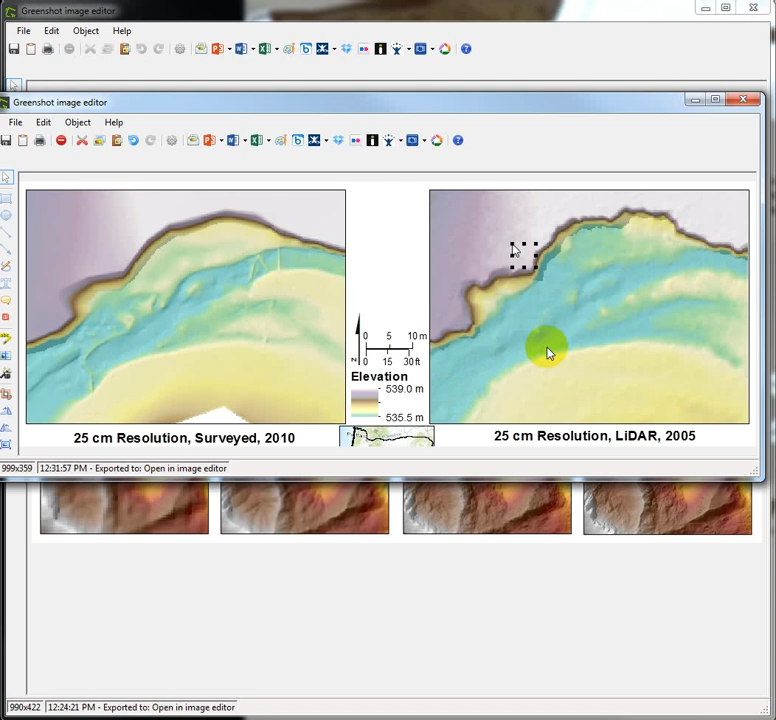 Greenshot image editor
File Edit Object Help
Greenshot image editor
File Edit Object Help
0 5 10 m
N
0 15 30 ft
Elevation
539.0 m
535.5 m
25 cm Resolution, Surveyed, 2010
25 cm Resolution, LiDAR, 2005
999x359 12:31:57 PM - Exported to: Open in image editor
990x422 12:24:21 PM - Exported to: Open in image editor